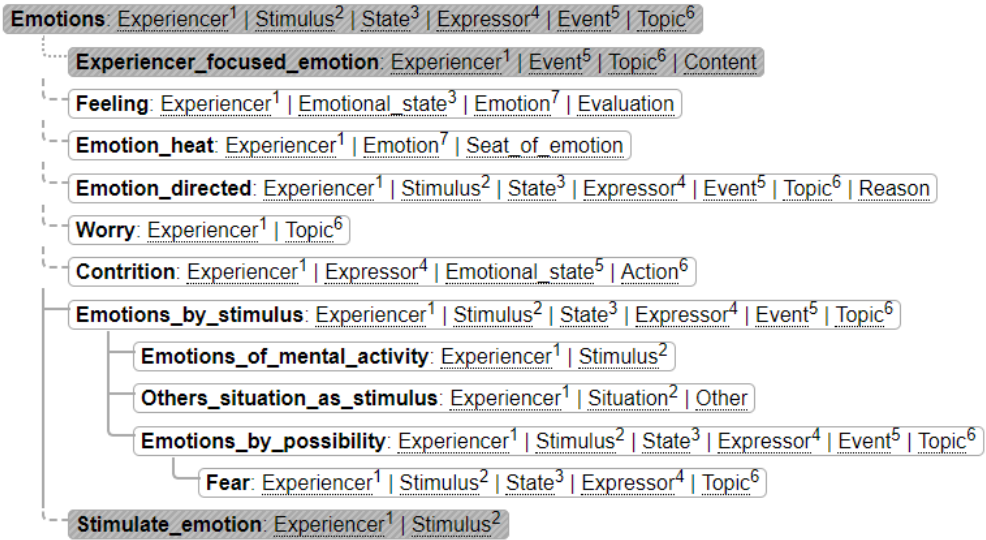 Emotions: Experiencer¹ | Stimulus² | State³ | Expressor⁴ | Event⁵ | Topic⁶
Experiencer_focused_emotion: Experiencer¹ | Event⁵ | Topic⁶ | Content
Feeling: Experiencer¹ | Emotional_state³ | Emotion⁷ | Evaluation
Emotion_heat: Experiencer¹ | Emotion⁷ | Seat_of_emotion
Emotion_directed: Experiencer¹ | Stimulus² | State³ | Expressor⁴ | Event⁵ | Topic⁶ | Reason
Worry: Experiencer¹ | Topic⁶
Contrition: Experiencer¹ | Expressor⁴ | Emotional_state⁵ | Action⁶
Emotions_by_stimulus: Experiencer¹ | Stimulus² | State³ | Expressor⁴ | Event⁵ | Topic⁶
Emotions_of_mental_activity: Experiencer¹ | Stimulus²
Others_situation_as_stimulus: Experiencer¹ | Situation² | Other
Emotions_by_possibility: Experiencer¹ | Stimulus² | State³ | Expressor⁴ | Event⁵ | Topic⁶
Fear: Experiencer¹ | Stimulus² | State³ | Expressor⁴ | Topic⁶
Stimulate_emotion: Experiencer¹ | Stimulus²